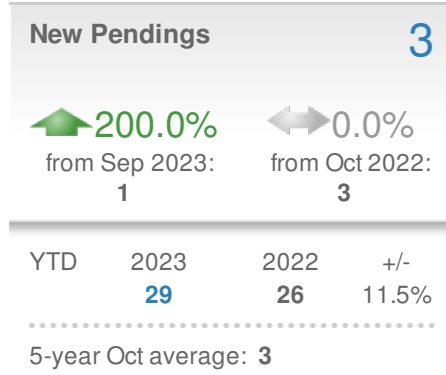 New Pendings 3
200.0% 0.0%
from Sep 2023: from Oct 2022:
1 3
YTD 2023 2022 +/-
29 26 11.5%
5-year Oct average: 3